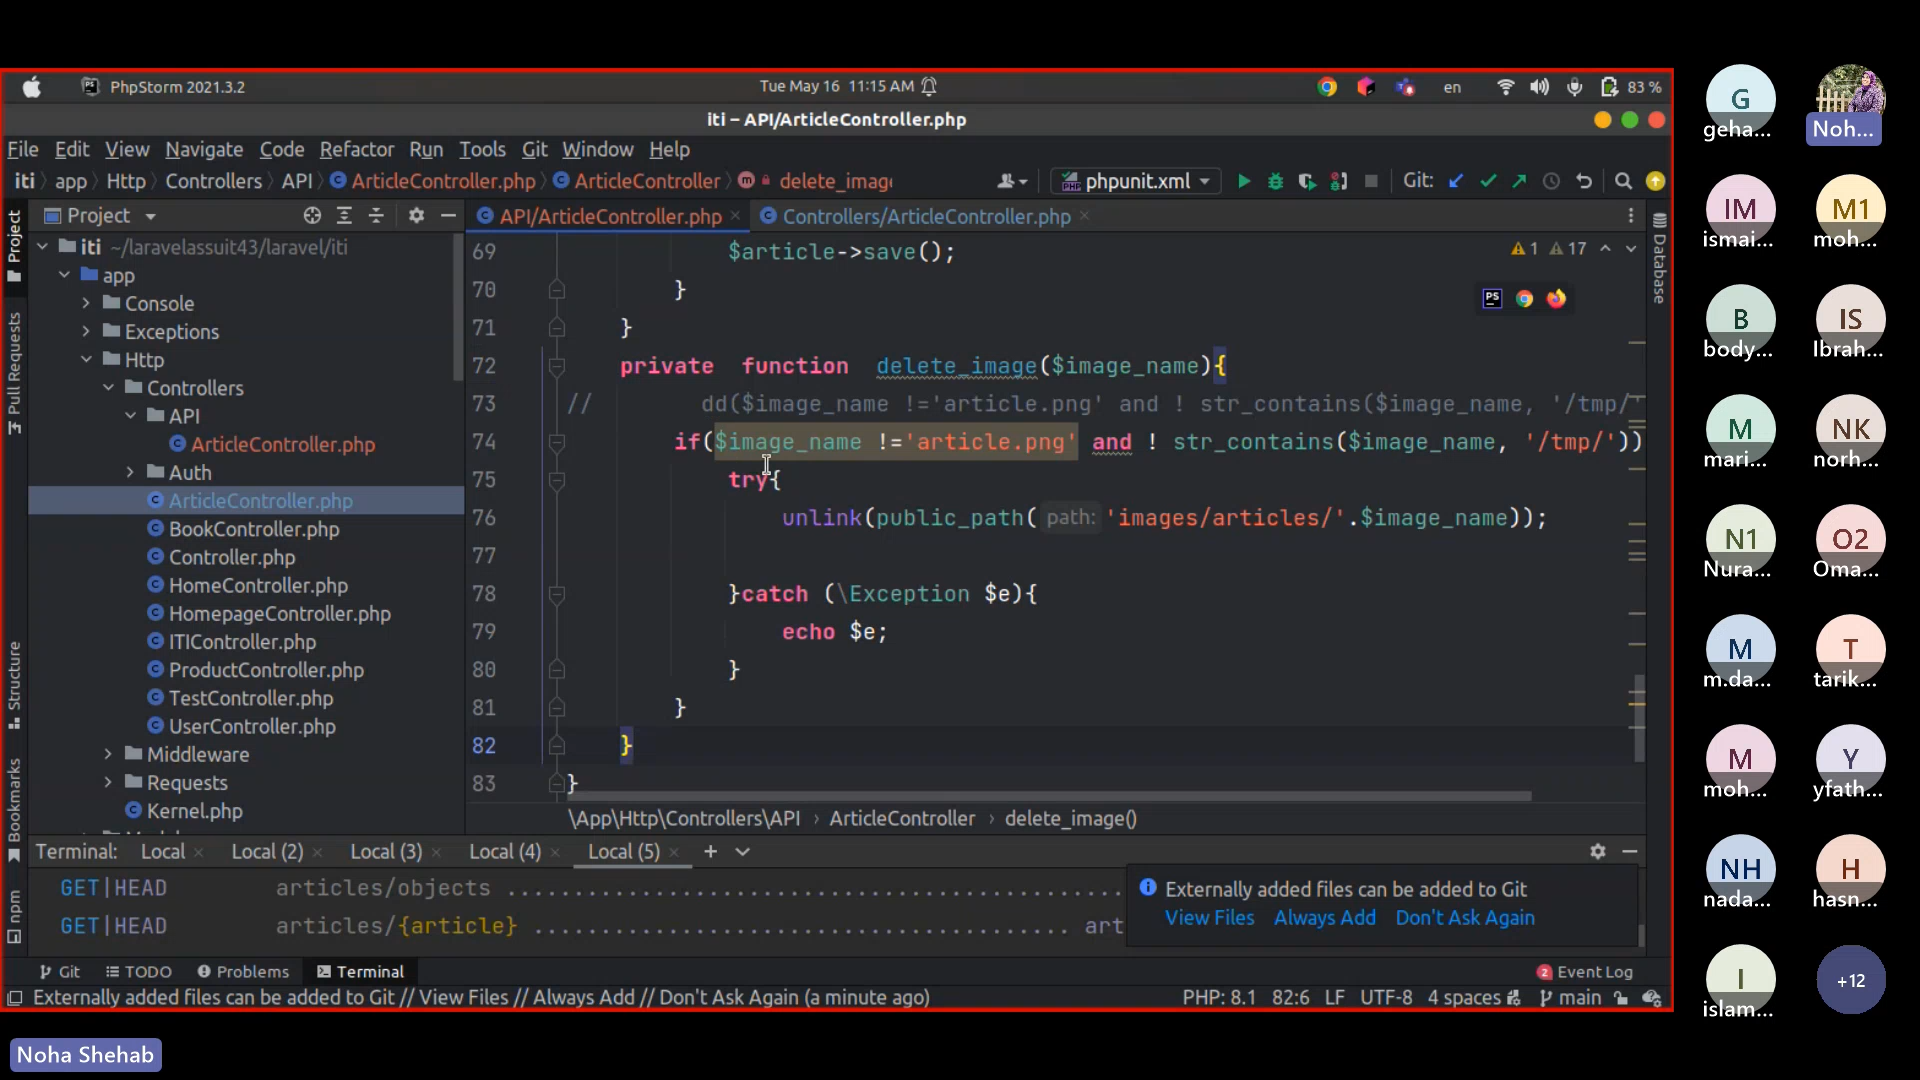 PhpStorm 2021.3.2
Tue May 16 11:15 AM
en
83 %
iti – API/ArticleController.php
File Edit View Navigate Code Refactor Run Tools Git Window Help
iti app Http Controllers API ArticleController.php ArticleController delete_imag
phpunit.xml
Git:
Project
API/ArticleController.php
Controllers/ArticleController.php
iti ~/laravelassuit43/laravel/iti
app
Console
Exceptions
Http
Controllers
API
ArticleController.php
Auth
ArticleController.php
BookController.php
Controller.php
HomeController.php
HomepageController.php
ITIController.php
ProductController.php
TestController.php
UserController.php
Middleware
Requests
Kernel.php
Project
Pull Requests
Structure
Bookmarks
npm
Database
1 17
69 $article->save();
70 }
71 }
72 private function delete_image($image_name){
73 // dd($image_name !='article.png' and ! str_contains($image_name, '/tmp/'
74 if($image_name !='article.png' and ! str_contains($image_name, '/tmp/'))
75 try{
76 unlink(public_path( path: 'images/articles/'.$image_name));
77
78 }catch (\Exception $e){
79 echo $e;
80 }
81 }
82 }
83 }
\App\Http\Controllers\API › ArticleController › delete_image()
Terminal: Local × Local (2) × Local (3) × Local (4) × Local (5) × +
GET|HEAD articles/objects ..............................................
GET|HEAD articles/{article} ........................................ art
Externally added files can be added to Git
View Files Always Add Don't Ask Again
Git TODO Problems Terminal
2 Event Log
Externally added files can be added to Git // View Files // Always Add // Don't Ask Again (a minute ago)
PHP: 8.1 82:6 LF UTF-8 4 spaces main
G
geha...
Noh...
IM
ismai...
M1
moh...
B
body...
IS
Ibrah...
M
mari...
NK
norh...
N1
Nura...
O2
Oma...
M
m.da...
T
tarik...
M
moh...
Y
yfath...
NH
nada...
H
hasn...
I
islam...
+12
Noha Shehab